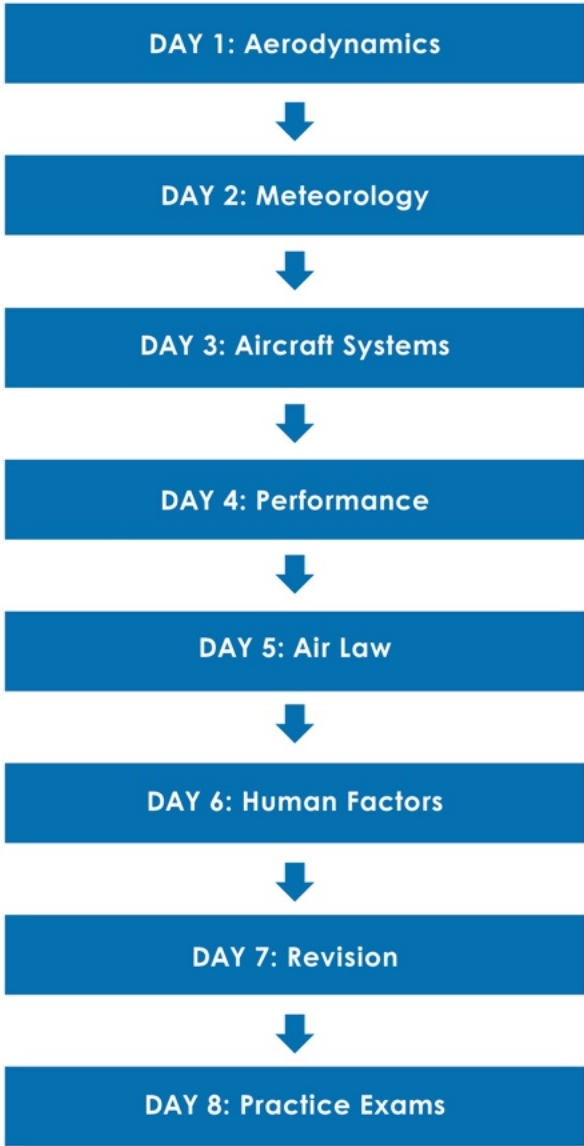 DAY 1: Aerodynamics
DAY 2: Meteorology
DAY 3: Aircraft Systems
DAY 4: Performance
DAY 5: Air Law
DAY 6: Human Factors
DAY 7: Revision
DAY 8: Practice Exams